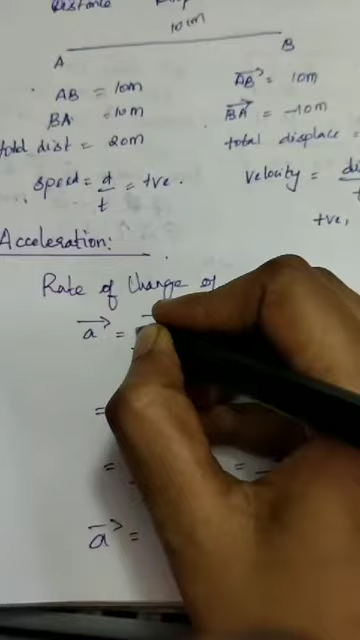 Distance
10m
A B
AB = 10m
BA = 10m
total dist = 20m
speed = d/t = +ve.
AB→ = 10m
BA→ = -10m
total displace =
velocity =
+ve,
Acceleration:
Rate of Change of
a→ =
=
= =
a→ =